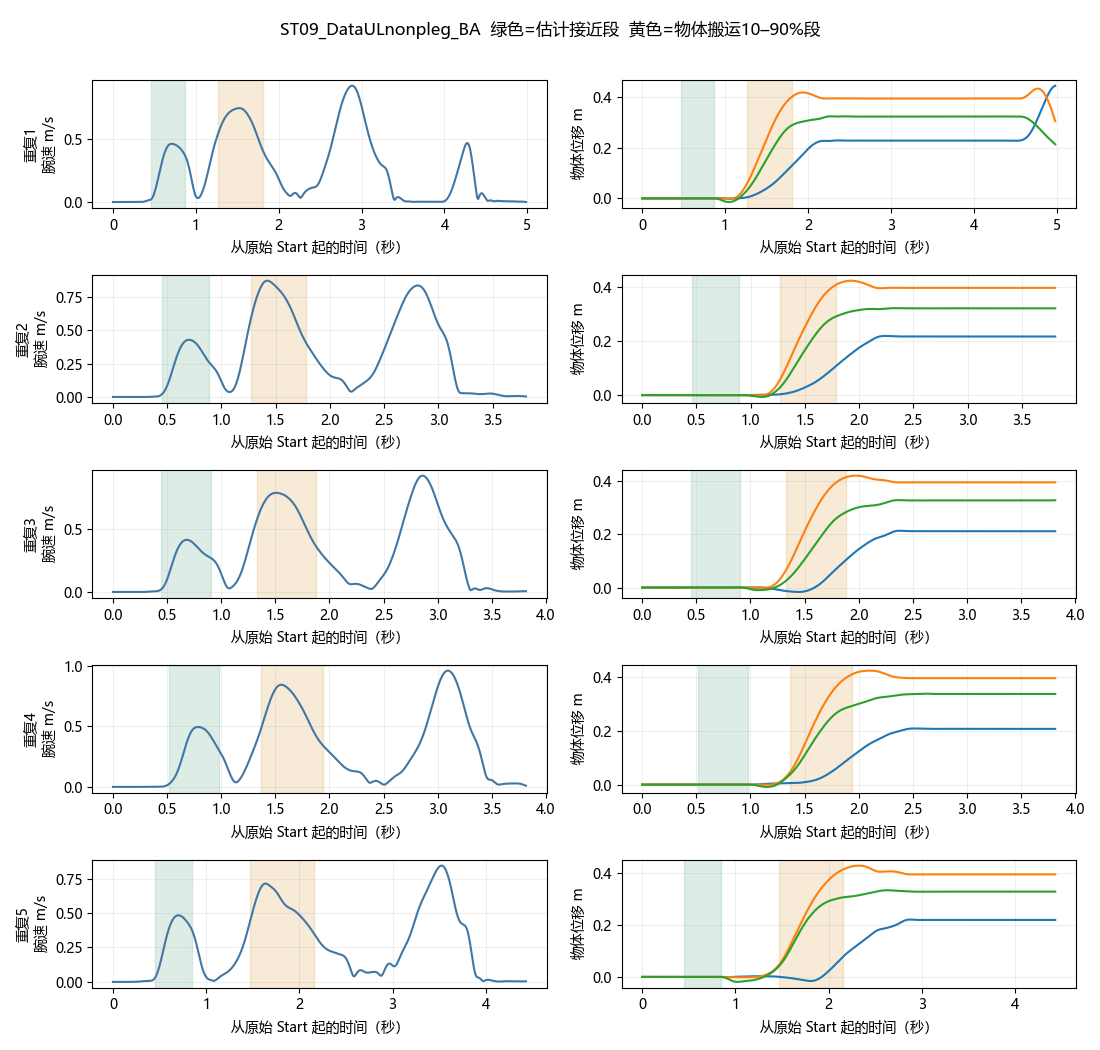 ST09_DataULnonpleg_BA 绿色=估计接近段 黄色=物体搬运10–90%段
重复1
腕速 m/s
0.5
0.0
0 1 2 3 4 5
从原始 Start 起的时间（秒）
物体位移 m
0.4
0.2
0.0
0 1 2 3 4 5
从原始 Start 起的时间（秒）
重复2
腕速 m/s
0.75
0.50
0.25
0.00
0.0 0.5 1.0 1.5 2.0 2.5 3.0 3.5
从原始 Start 起的时间（秒）
物体位移 m
0.4
0.2
0.0
0.0 0.5 1.0 1.5 2.0 2.5 3.0 3.5
从原始 Start 起的时间（秒）
重复3
腕速 m/s
0.5
0.0
0.0 0.5 1.0 1.5 2.0 2.5 3.0 3.5 4.0
从原始 Start 起的时间（秒）
物体位移 m
0.4
0.2
0.0
0.0 0.5 1.0 1.5 2.0 2.5 3.0 3.5 4.0
从原始 Start 起的时间（秒）
重复4
腕速 m/s
1.0
0.5
0.0
0.0 0.5 1.0 1.5 2.0 2.5 3.0 3.5 4.0
从原始 Start 起的时间（秒）
物体位移 m
0.4
0.2
0.0
0.0 0.5 1.0 1.5 2.0 2.5 3.0 3.5 4.0
从原始 Start 起的时间（秒）
重复5
腕速 m/s
0.75
0.50
0.25
0.00
0 1 2 3 4
从原始 Start 起的时间（秒）
物体位移 m
0.4
0.2
0.0
0 1 2 3 4
从原始 Start 起的时间（秒）